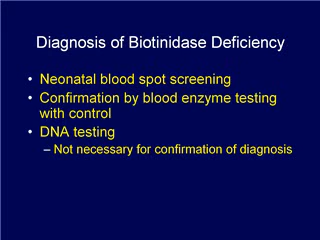 Diagnosis of Biotinidase Deficiency
• Neonatal blood spot screening
• Confirmation by blood enzyme testing
with control
• DNA testing
– Not necessary for confirmation of diagnosis